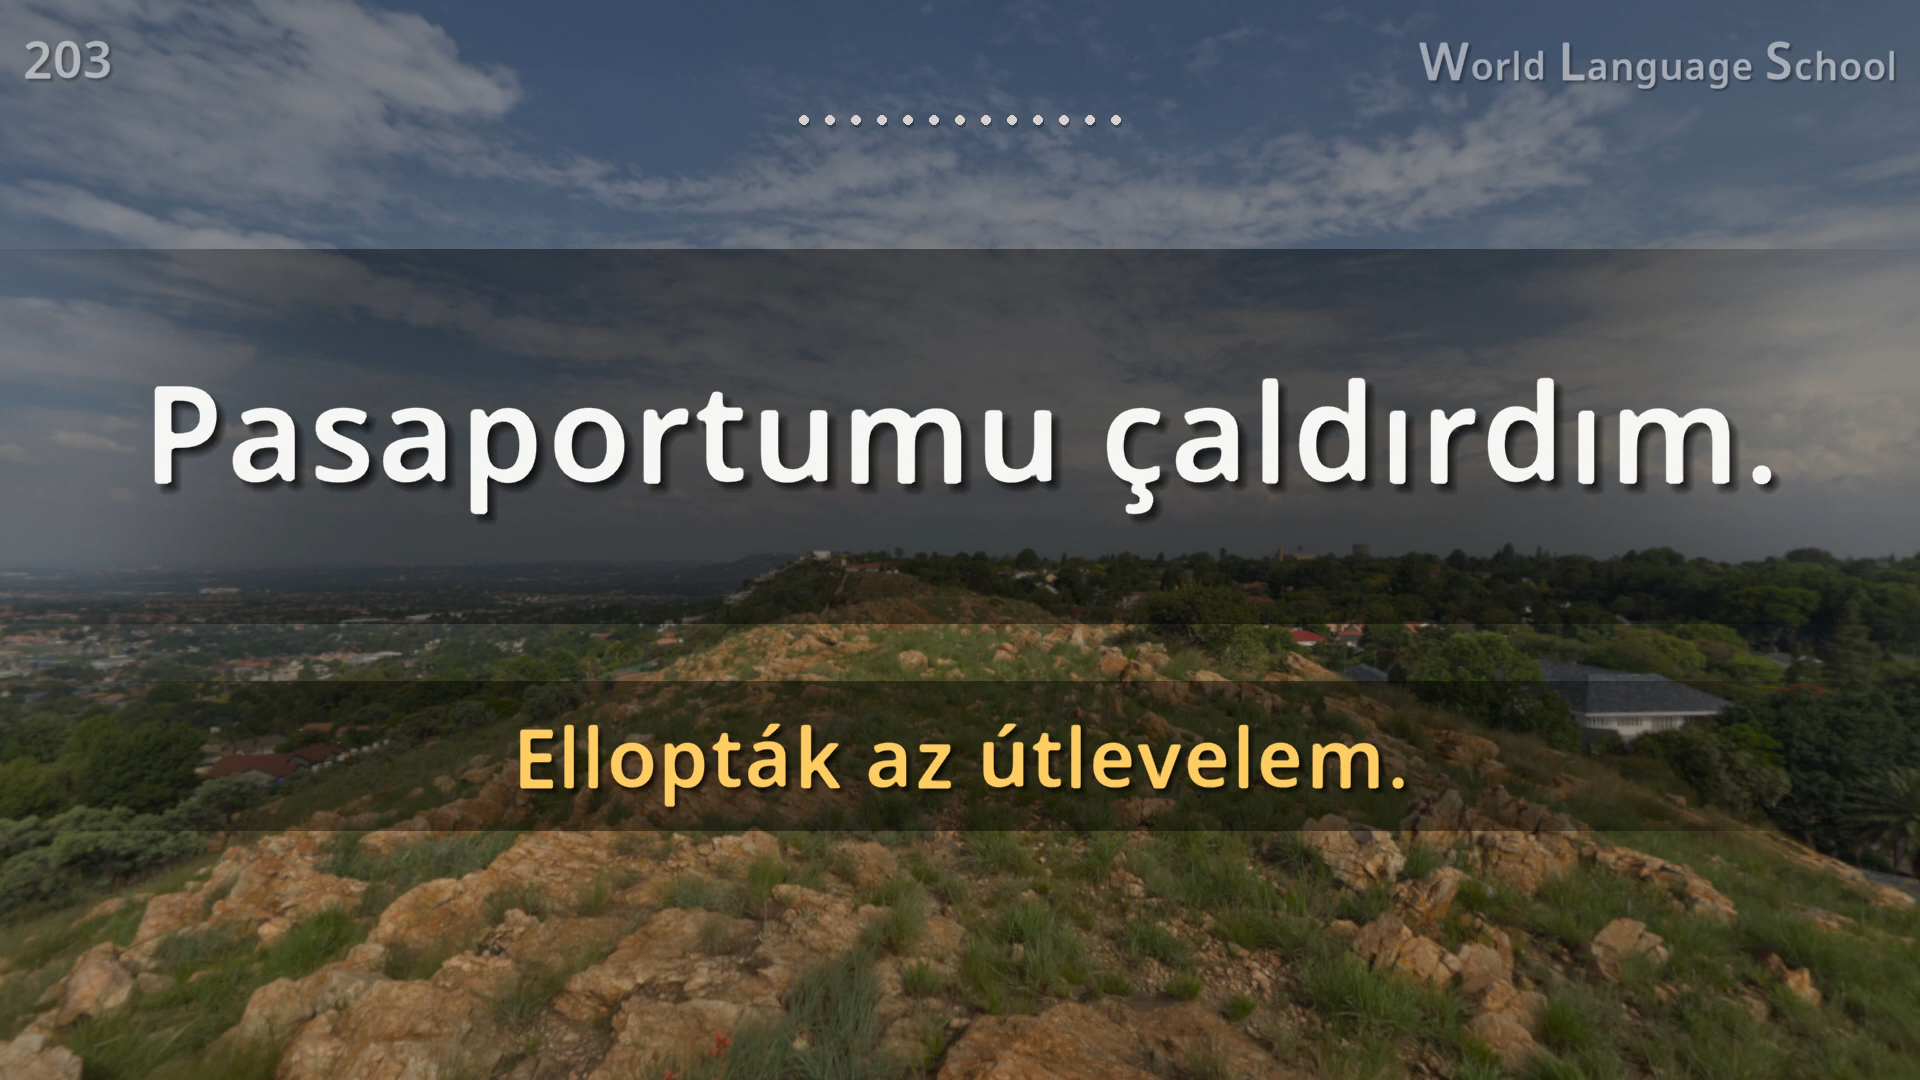 203
World Language School
Pasaportumu çaldırdım.
Ellopták az útlevelem.